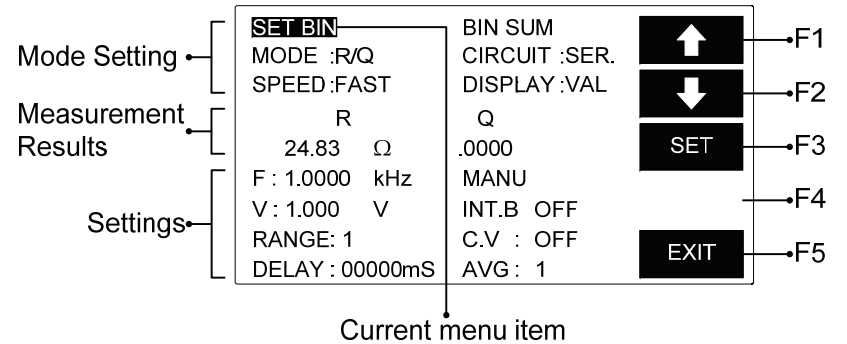 SET BIN BIN SUM
Mode Setting MODE :R/Q CIRCUIT :SER. F1
SPEED:FAST DISPLAY :VAL F2
Measurement R Q
Results 24.83 Ω .0000 SET F3
F : 1.0000 kHz MANU F4
Settings V : 1.000 V INT.B OFF
RANGE: 1 C.V : OFF EXIT F5
DELAY : 00000mS AVG : 1
Current menu item